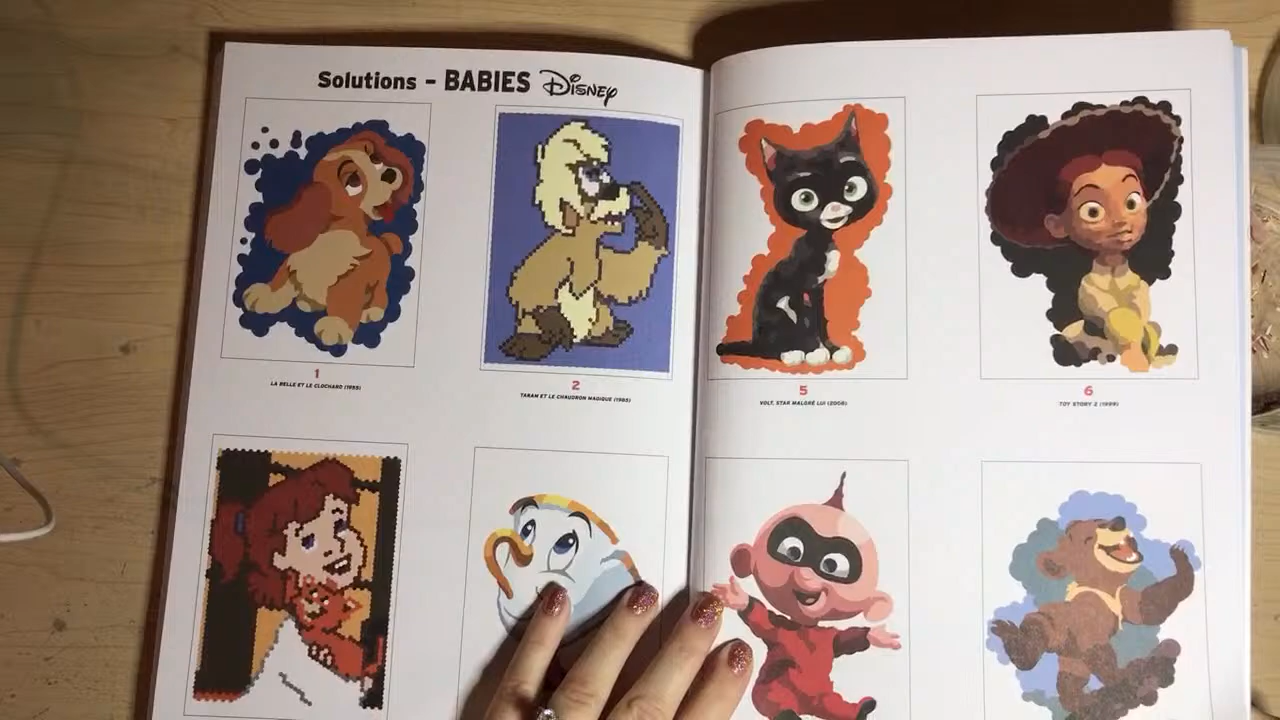 Solutions - BABIES Disney
1
LA BELLE ET LE CLOCHARD (1955)
2
TARAM ET LE CHAUDRON MAGIQUE (1985)
5
VOLT, STAR MALGRÉ LUI (2008)
6
TOY STORY 2 (1999)